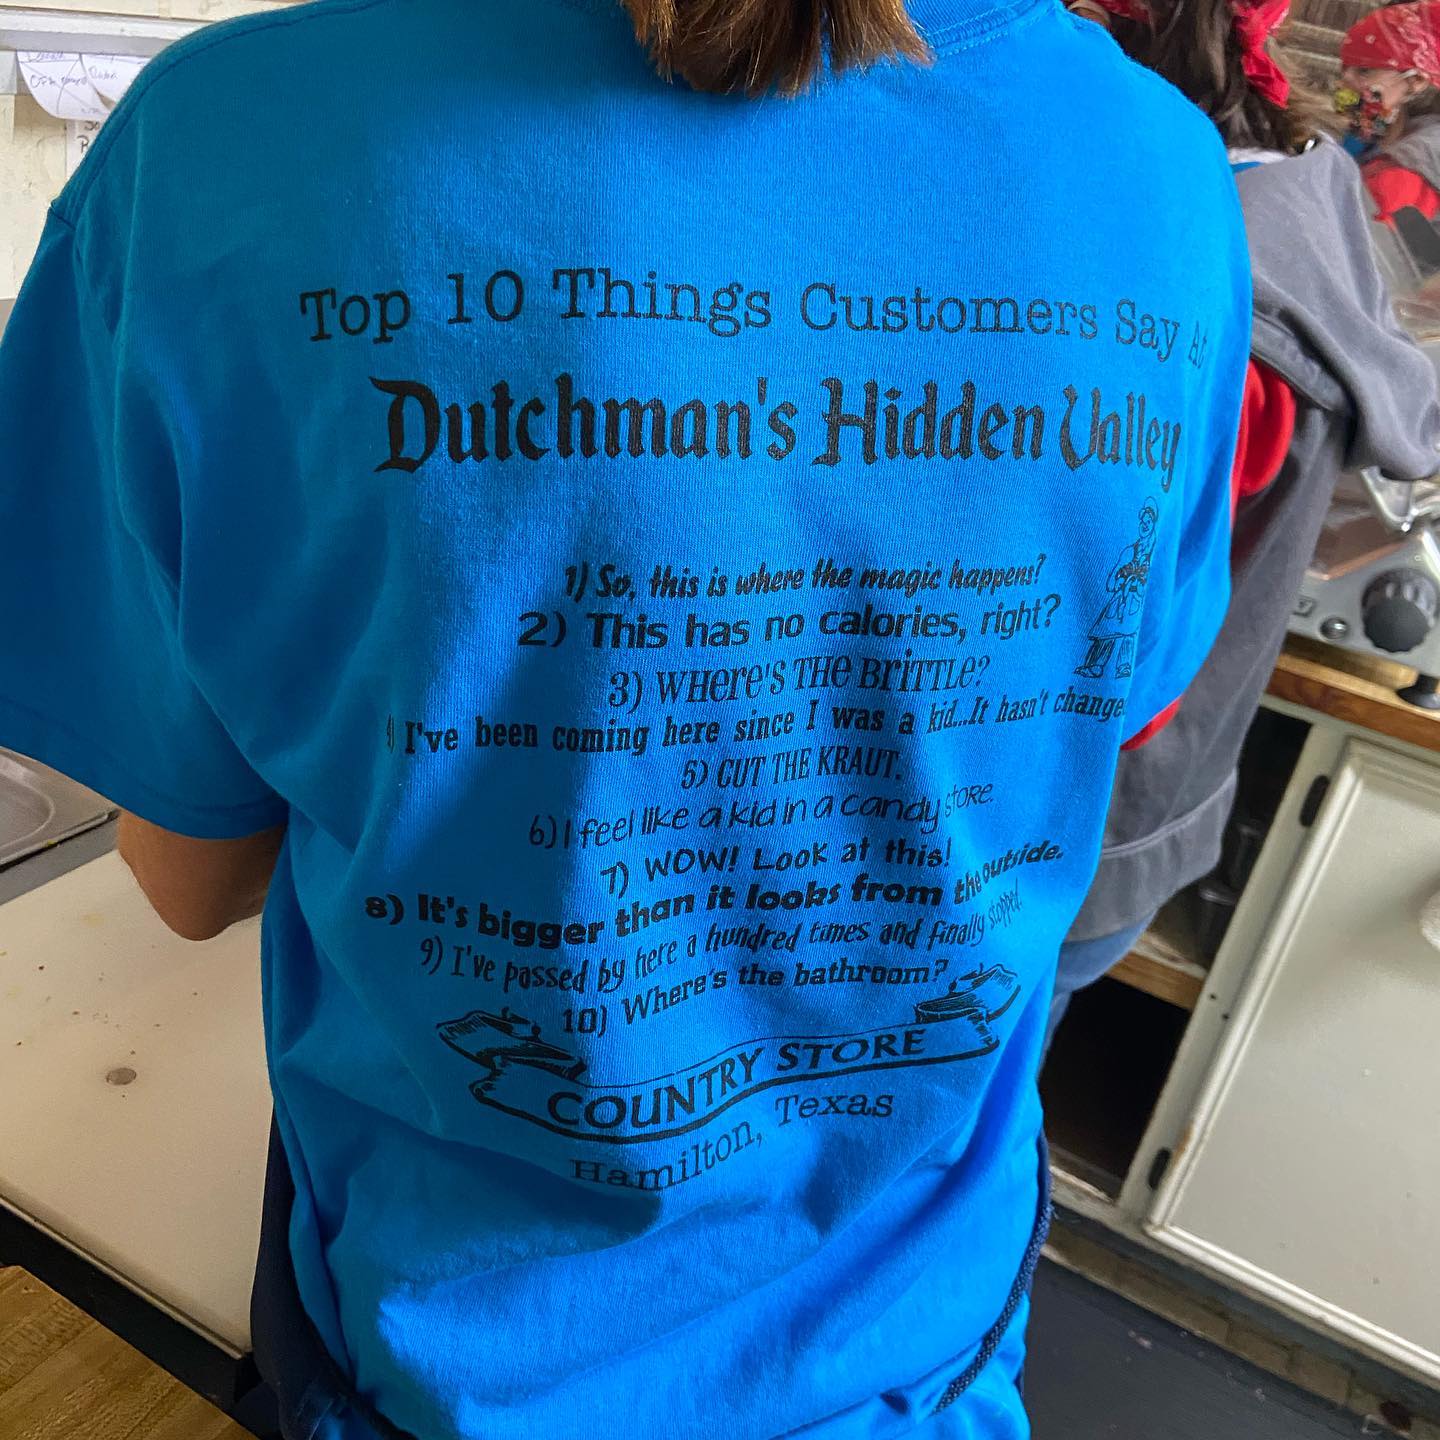 Top 10 Things Customers Say At
Dutchman's Hidden Valley
1) So, this is where the magic happens?
2) This has no calories, right?
3) WHere's THe BriTTLe?
4) I've been coming here since I was a kid...It hasn't change
5) CUT THE KRAUT.
6) I feel like a kid in a candy store.
7) WOW! Look at this!
8) It's bigger than it looks from the outside.
9) I've passed by here a hundred times and finally stopped.
10) Where's the bathroom?
COUNTRY STORE
Hamilton, Texas